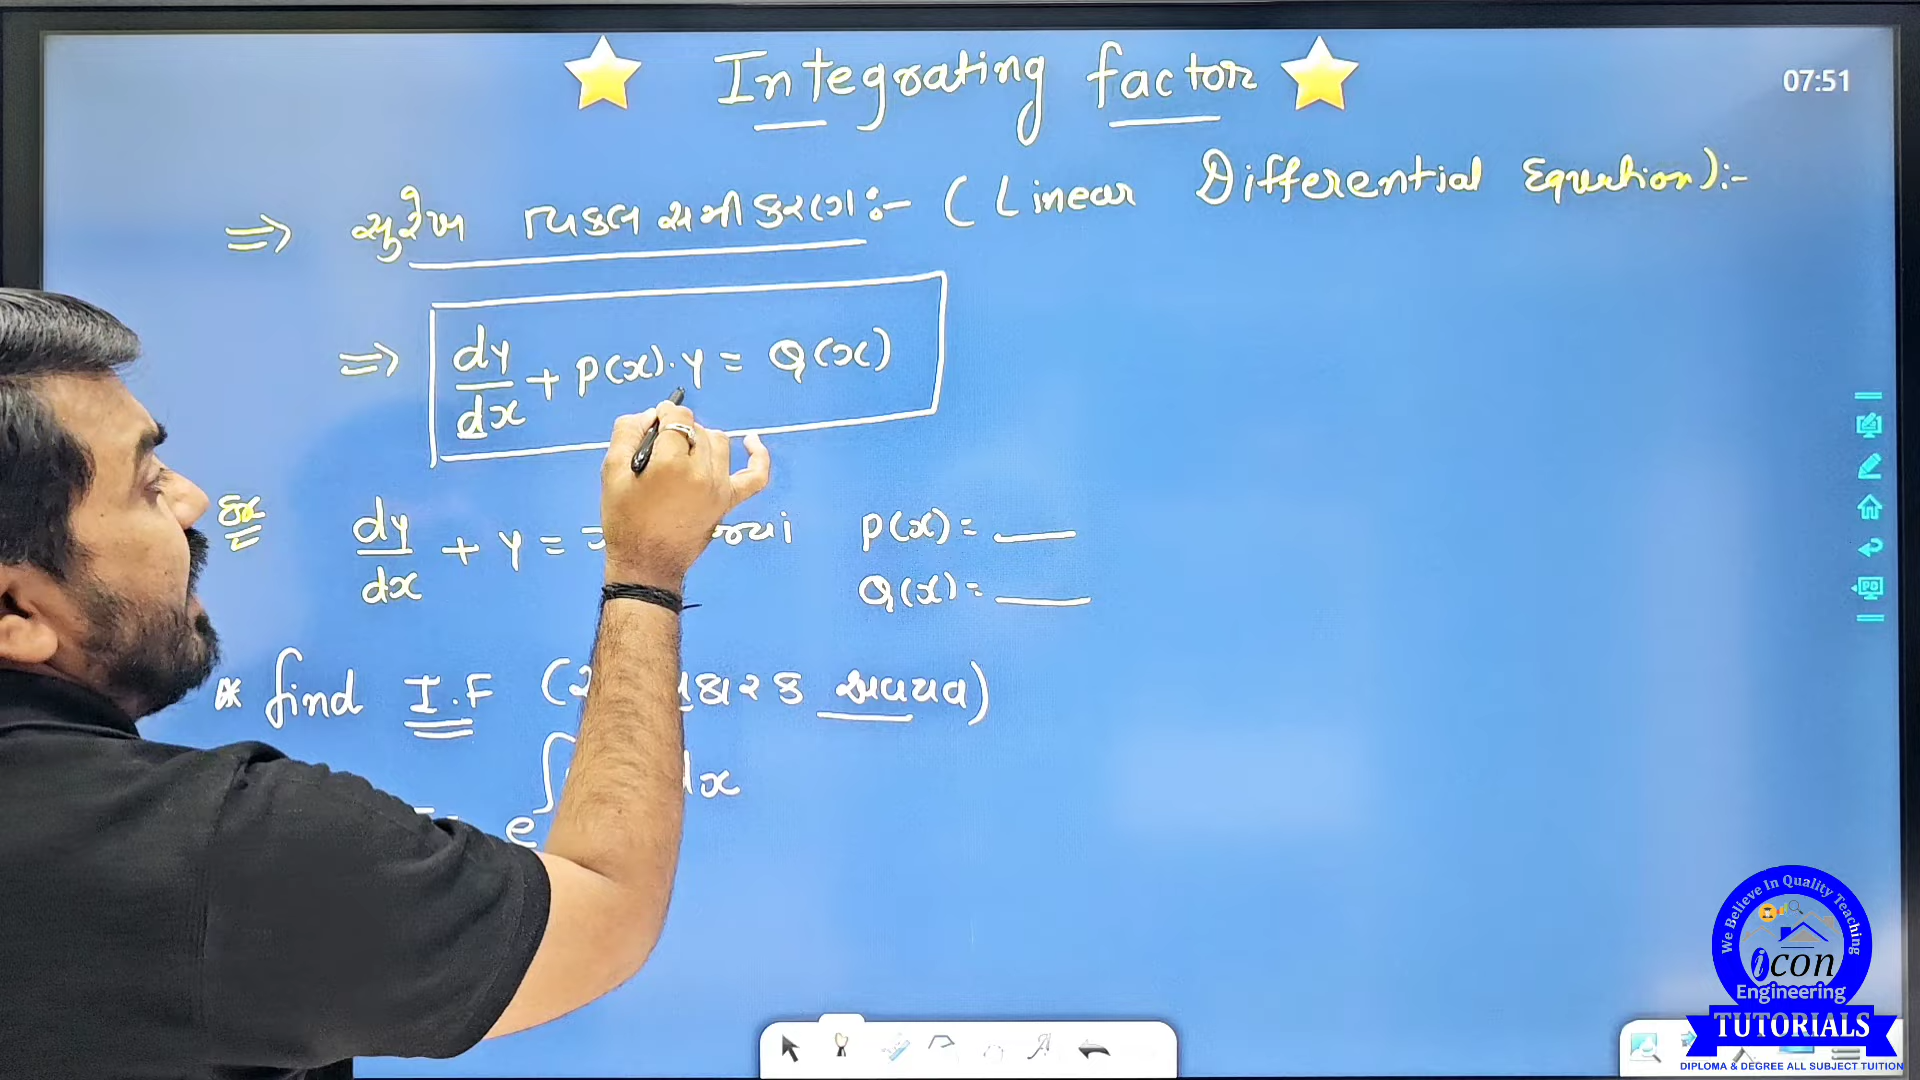 Integrating factor
07:51
⇒ સુરેખ વિકલ સમીકરણ :- (Linear Differential Equation):-
⇒ dy/dx + P(x)·y = Q(x)
dy/dx + y = જ્યાં P(x) = ___
Q(x) = ___
* find I.F ( અવયવ)
e^∫ dx
We Believe In Quality Teaching
icon
Engineering
TUTORIALS
DIPLOMA & DEGREE ALL SUBJECT TUITION